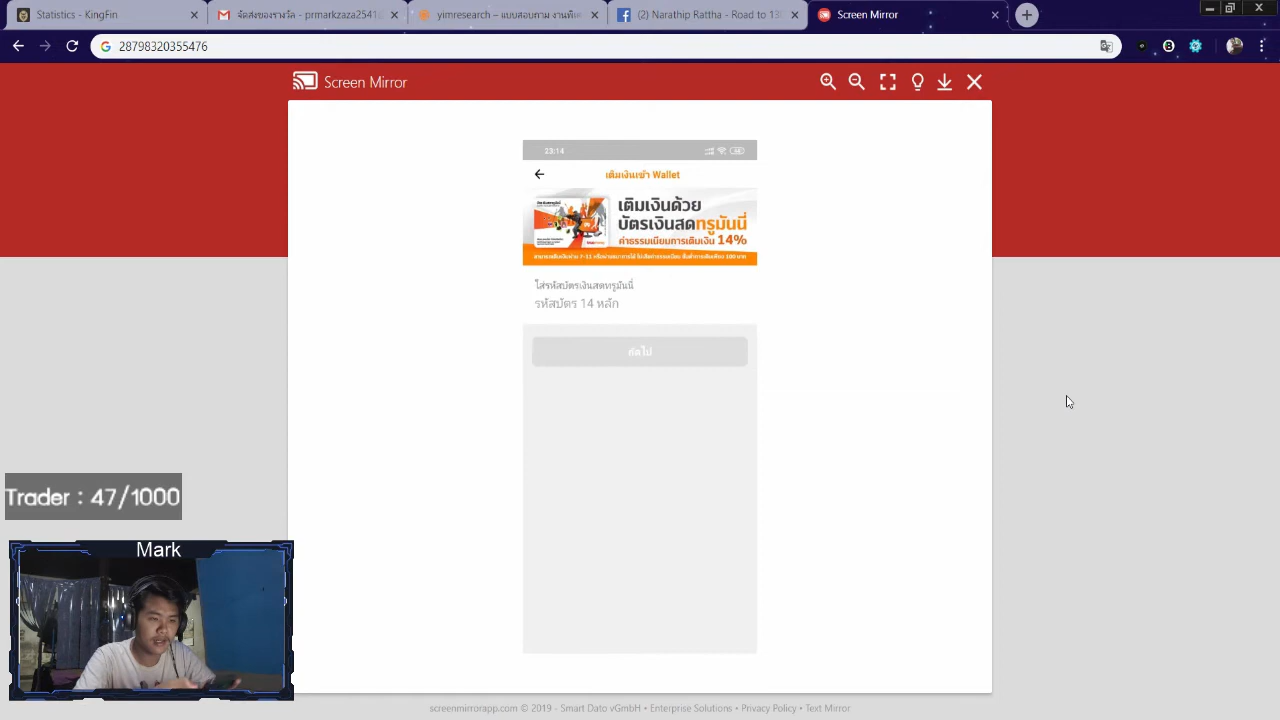 Statistics - KingFin
จัดส่งของรางวัล - prmarkzaza2541
yimresearch – แบบสอบถาม งานพิเศ
(2) Narathip Rattha - Road to 13
Screen Mirror
28798320355476
Screen Mirror
23:14
เติมเงินเข้า Wallet
เติมเงินด้วย
บัตรเงินสดทรูมันนี่
ค่าธรรมเนียมการเติมเงิน 14%
ใส่รหัสบัตรเงินสดทรูมันนี่
รหัสบัตร 14 หลัก
ถัดไป
Trader : 47/1000
Mark
screenmirrorapp.com © 2019 - Smart Dato vGmbH • Enterprise Solutions • Privacy Policy • Text Mirror